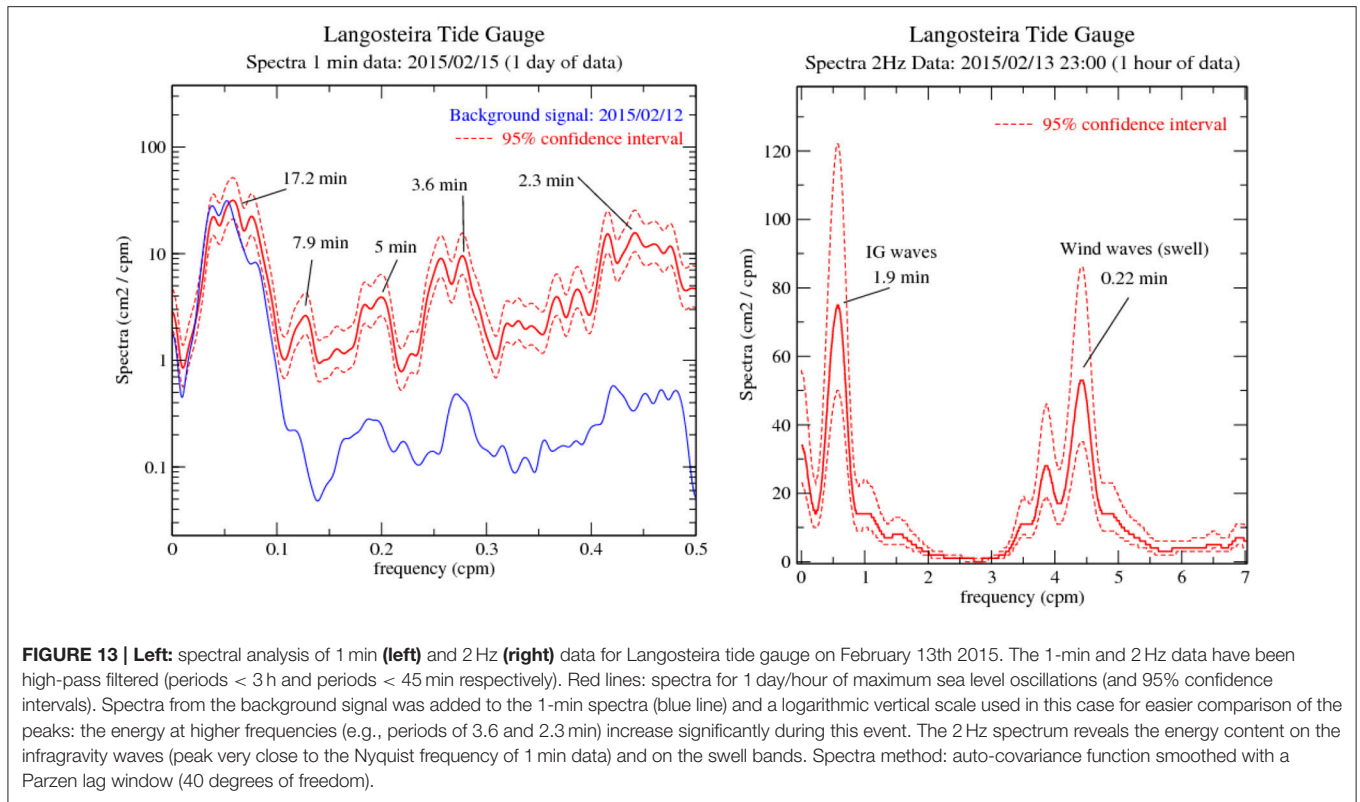 Langosteira Tide Gauge
Spectra 1 min data: 2015/02/15 (1 day of data)
Background signal: 2015/02/12
95% confidence interval
100
10
1
0.1
Spectra (cm2 / cpm)
17.2 min
7.9 min
5 min
3.6 min
2.3 min
0
0.1
0.2
0.3
0.4
0.5
frequency (cpm)
Langosteira Tide Gauge
Spectra 2Hz Data: 2015/02/13 23:00 (1 hour of data)
95% confidence interval
120
100
80
60
40
20
0
Spectra (cm2 / cpm)
IG waves
1.9 min
Wind waves (swell)
0.22 min
0
1
2
3
4
5
6
7
frequency (cpm)
FIGURE 13 | Left: spectral analysis of 1 min (left) and 2 Hz (right) data for Langosteira tide gauge on February 13th 2015. The 1-min and 2 Hz data have been
high-pass filtered (periods < 3 h and periods < 45 min respectively). Red lines: spectra for 1 day/hour of maximum sea level oscillations (and 95% confidence
intervals). Spectra from the background signal was added to the 1-min spectra (blue line) and a logarithmic vertical scale used in this case for easier comparison of the
peaks: the energy at higher frequencies (e.g., periods of 3.6 and 2.3 min) increase significantly during this event. The 2 Hz spectrum reveals the energy content on the
infragravity waves (peak very close to the Nyquist frequency of 1 min data) and on the swell bands. Spectra method: auto-covariance function smoothed with a
Parzen lag window (40 degrees of freedom).